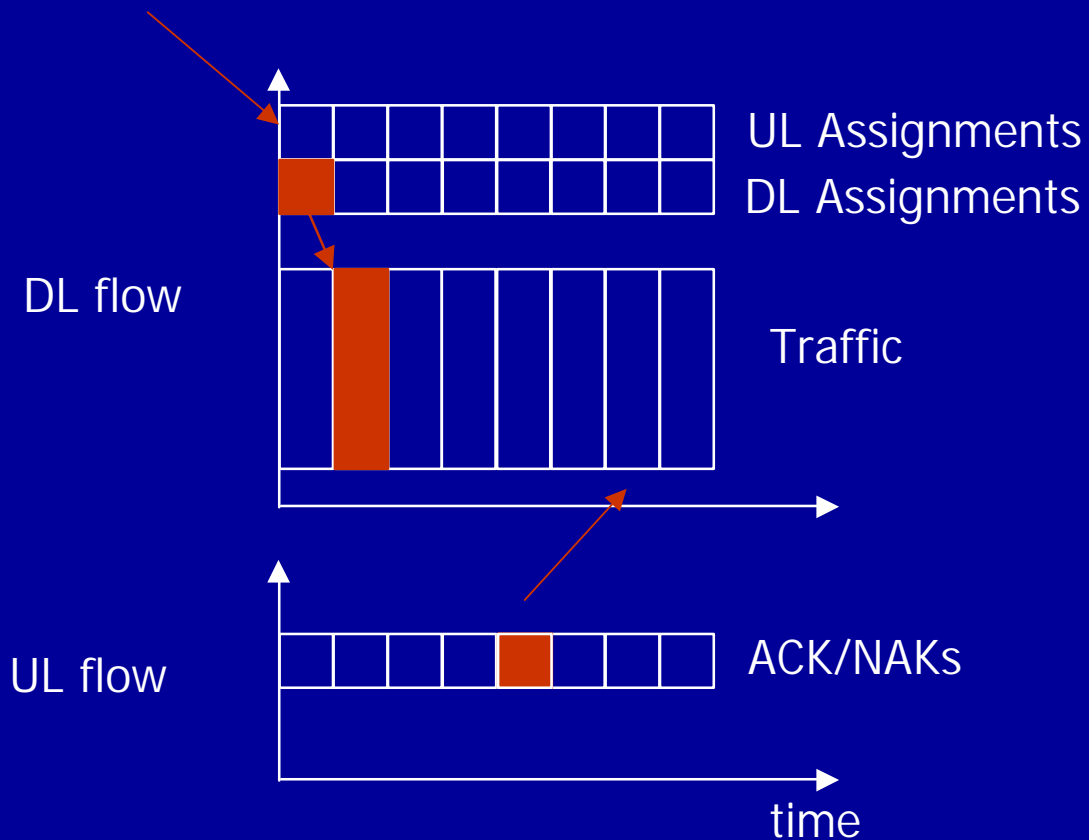 UL Assignments
DL Assignments
DL flow
Traffic
UL flow
ACK/NAKs
time